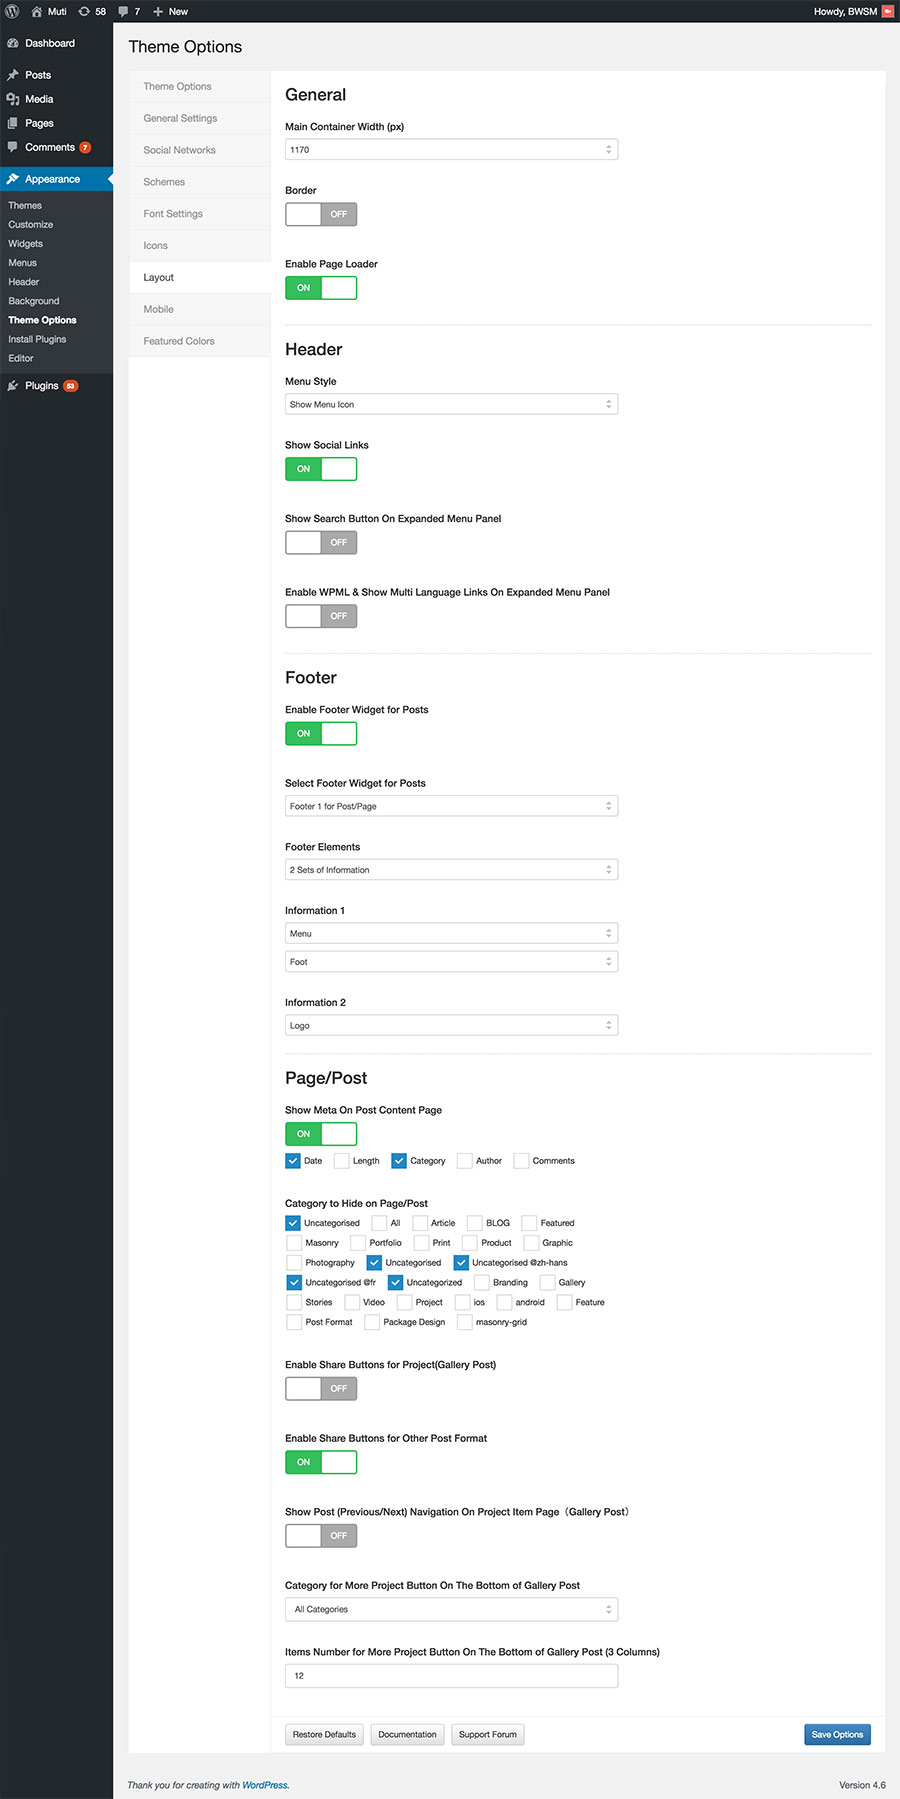 Muti 58 7 New Howdy, BWSM
Dashboard
Posts
Media
Pages
Comments 7
Appearance
Themes
Customize
Widgets
Menus
Header
Background
Theme Options
Install Plugins
Editor
Plugins 63
Theme Options
Theme Options
General Settings
Social Networks
Schemes
Font Settings
Icons
Layout
Mobile
Featured Colors
General
Main Container Width (px)
1170
Border
OFF
Enable Page Loader
ON
Header
Menu Style
Show Menu Icon
Show Social Links
ON
Show Search Button On Expanded Menu Panel
OFF
Enable WPML & Show Multi Language Links On Expanded Menu Panel
OFF
Footer
Enable Footer Widget for Posts
ON
Select Footer Widget for Posts
Footer 1 for Post/Page
Footer Elements
2 Sets of Information
Information 1
Menu
Foot
Information 2
Logo
Page/Post
Show Meta On Post Content Page
ON
Date Length Category Author Comments
Category to Hide on Page/Post
Uncategorised All Article BLOG Featured
Masonry Portfolio Print Product Graphic
Photography Uncategorised Uncategorised @zh-hans
Uncategorised @fr Uncategorized Branding Gallery
Stories Video Project ios android Feature
Post Format Package Design masonry-grid
Enable Share Buttons for Project(Gallery Post)
OFF
Enable Share Buttons for Other Post Format
ON
Show Post (Previous/Next) Navigation On Project Item Page（Gallery Post）
OFF
Category for More Project Button On The Bottom of Gallery Post
All Categories
Items Number for More Project Button On The Bottom of Gallery Post (3 Columns)
12
Restore Defaults Documentation Support Forum Save Options
Thank you for creating with WordPress. Version 4.6